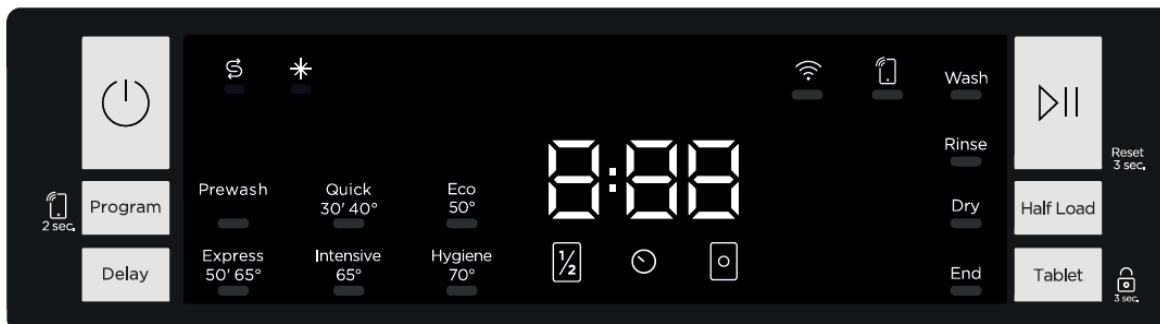 Wash
Rinse
Reset
3 sec.
8:88
Prewash
Quick
30' 40°
Eco
50°
Program
2 sec.
Dry
Half Load
Express
50' 65°
Intensive
65°
Hygiene
70°
1/2
Delay
End
Tablet
3 sec.